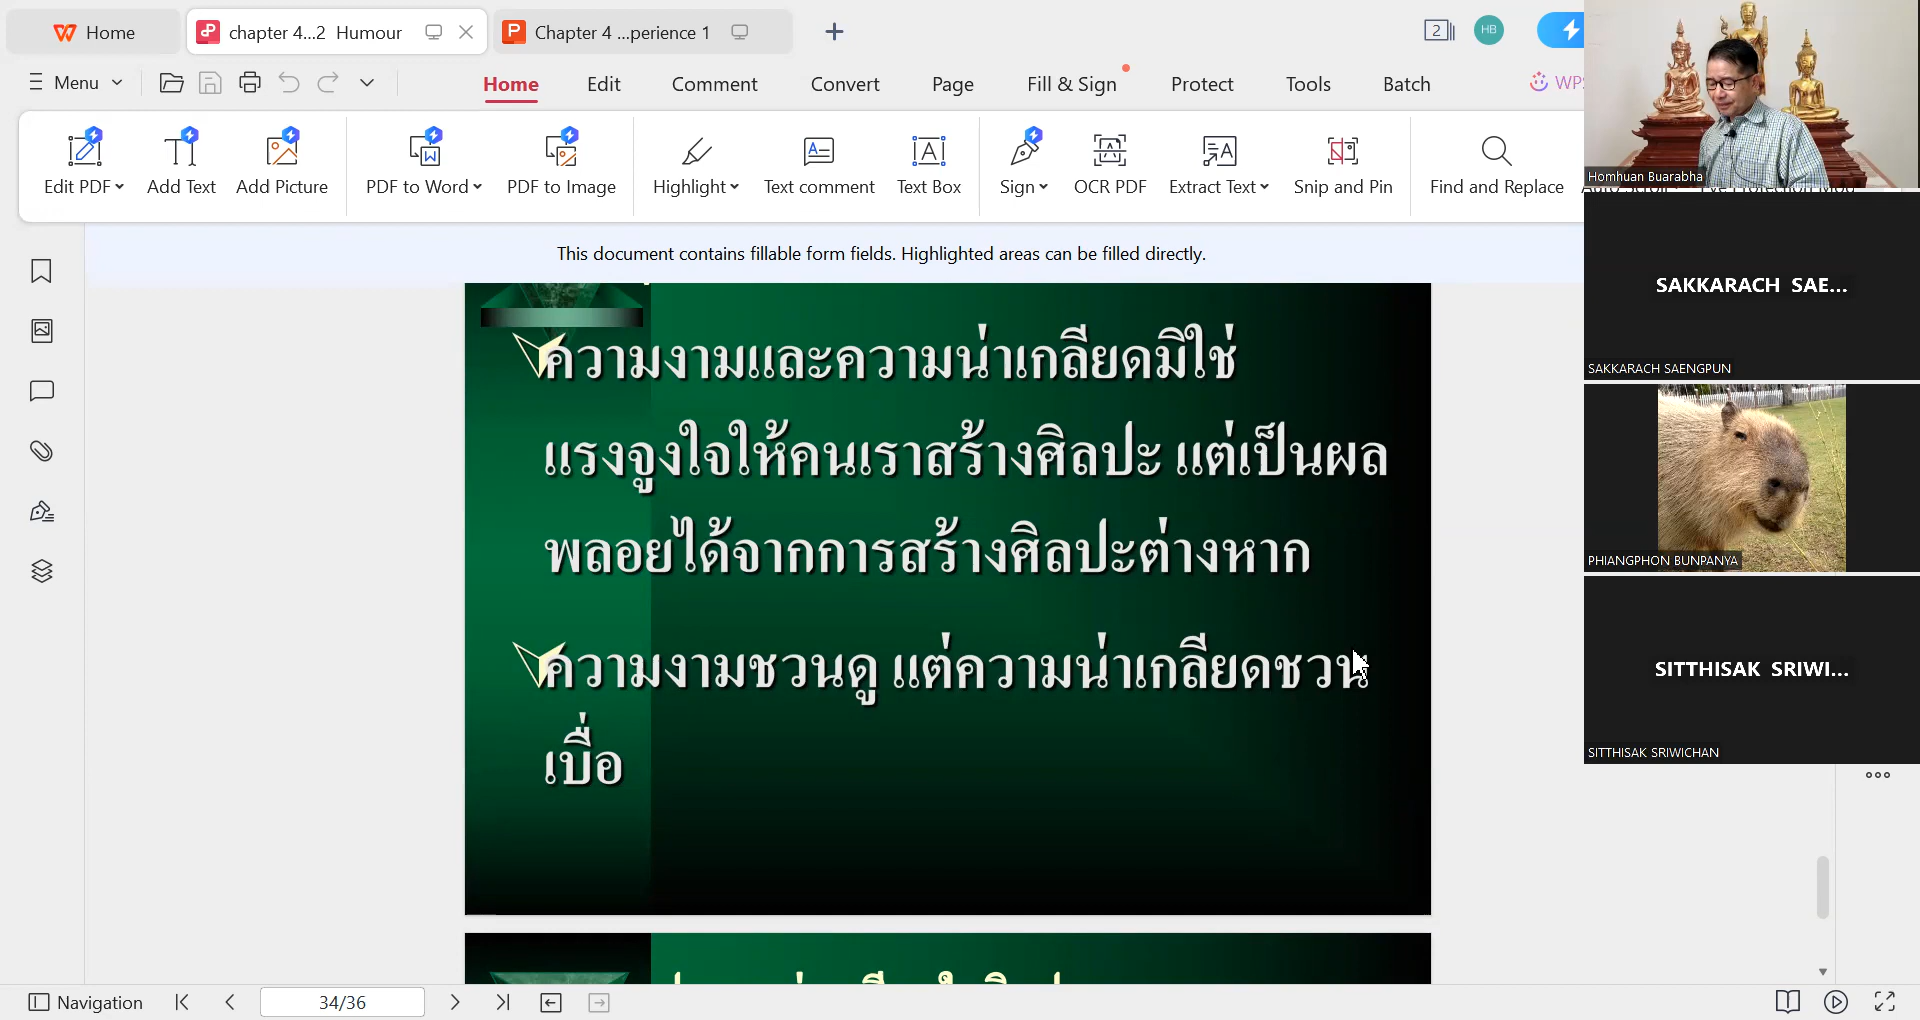 Home
chapter 4...2 Humour
Chapter 4 ...perience 1
2
HB
Menu
Home
Edit
Comment
Convert
Page
Fill & Sign
Protect
Tools
Batch
WPS
Edit PDF
Add Text
Add Picture
PDF to Word
PDF to Image
Highlight
Text comment
Text Box
Sign
OCR PDF
Extract Text
Snip and Pin
Find and Replace
This document contains fillable form fields. Highlighted areas can be filled directly.
ความงามและความน่าเกลียดมิใช่
แรงจูงใจให้คนเราสร้างศิลปะ แต่เป็นผล
พลอยได้จากการสร้างศิลปะต่างหาก
ความงามชวนดู แต่ความน่าเกลียดชวน
เบื่อ
Homhuan Buarabha
SAKKARACH SAE...
SAKKARACH SAENGPUN
PHIANGPHON BUNPANYA
SITTHISAK SRIWI...
SITTHISAK SRIWICHAN
Navigation
34/36